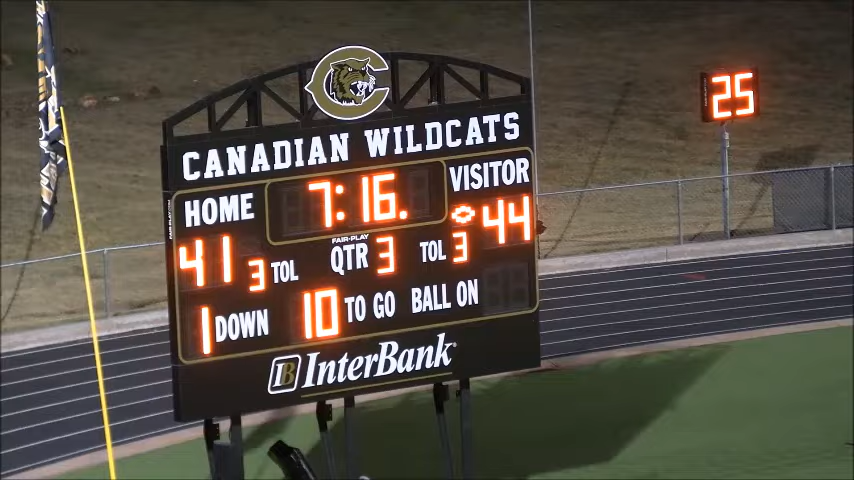 25
C
CANADIAN WILDCATS
HOME 7:16. VISITOR
FAIR-PLAY
41 3 TOL QTR 3 TOL 3 44
1 DOWN 10 TO GO BALL ON
IB InterBank